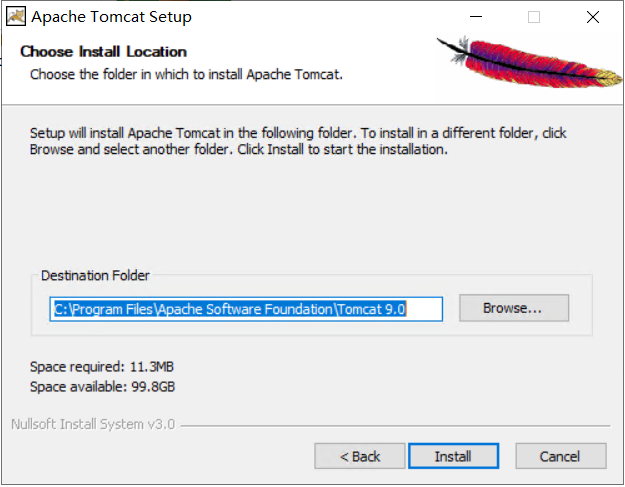 Apache Tomcat Setup
Choose Install Location
Choose the folder in which to install Apache Tomcat.
Setup will install Apache Tomcat in the following folder. To install in a different folder, click
Browse and select another folder. Click Install to start the installation.
Destination Folder
C:\Program Files\Apache Software Foundation\Tomcat 9.0
Browse...
Space required: 11.3MB
Space available: 99.8GB
Nullsoft Install System v3.0
< Back
Install
Cancel